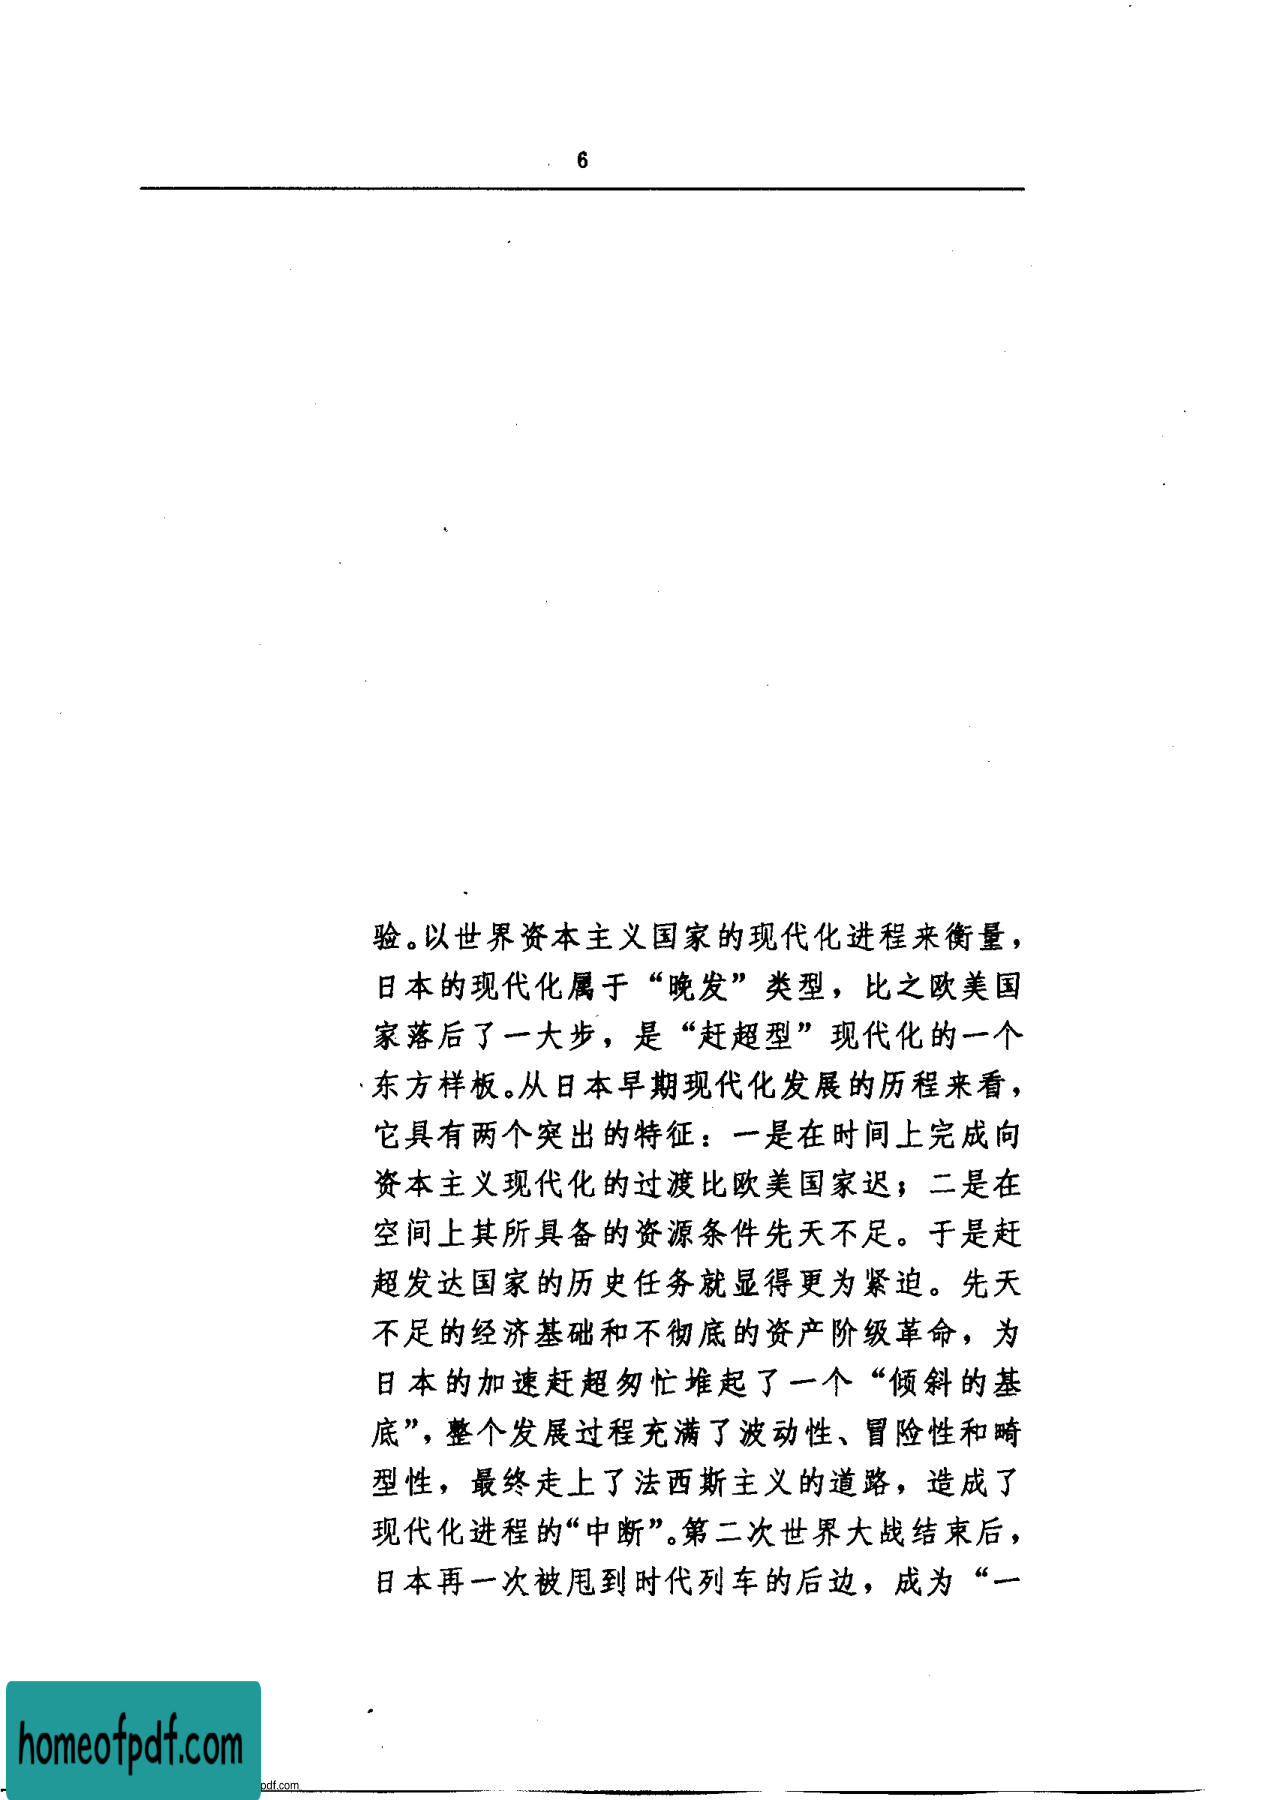 6
验。以世界资本主义国家的现代化进程来衡量，
日本的现代化属于“晚发”类型，比之欧美国
家落后了一大步，是“赶超型”现代化的一个
东方样板。从日本早期现代化发展的历程来看，
它具有两个突出的特征：一是在时间上完成向
资本主义现代化的过渡比欧美国家迟；二是在
空间上其所具备的资源条件先天不足。于是赶
超发达国家的历史任务就显得更为紧迫。先天
不足的经济基础和不彻底的资产阶级革命，为
日本的加速赶超匆忙堆起了一个“倾斜的基
底”，整个发展过程充满了波动性、冒险性和畸
型性，最终走上了法西斯主义的道路，造成了
现代化进程的“中断”。第二次世界大战结束后，
日本再一次被甩到时代列车的后边，成为“一
homeofpdf.com
pdf.com